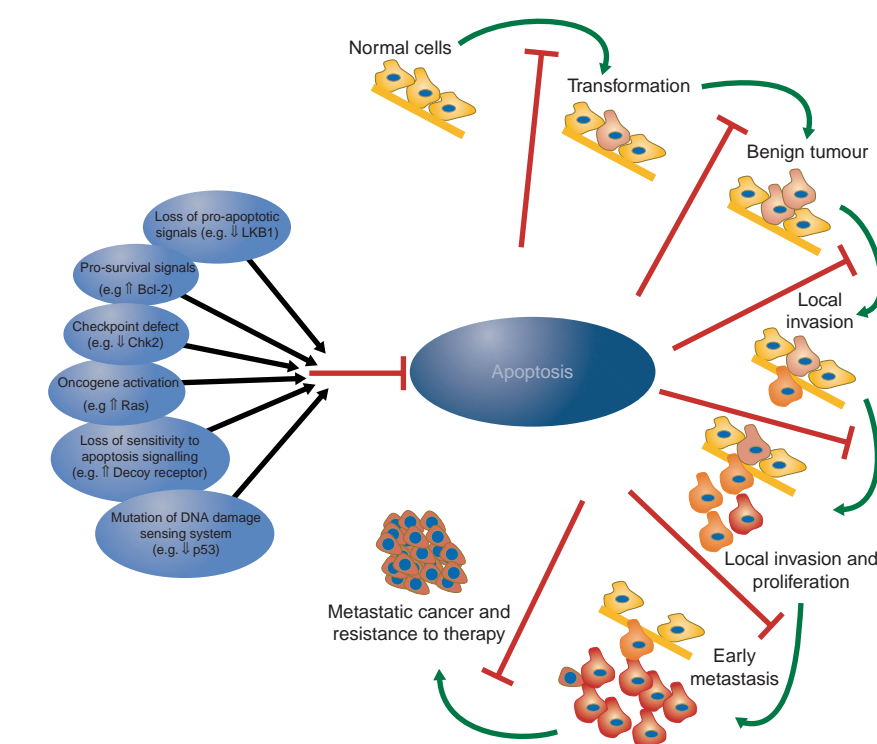 Normal cells
Transformation
Benign tumour
Loss of pro-apoptotic
signals (e.g. ⇓ LKB1)
Pro-survival signals
(e.g ⇑ Bcl-2)
Checkpoint defect
(e.g. ⇓ Chk2)
Oncogene activation
(e.g ⇑ Ras)
Loss of sensitivity to
apoptosis signalling
(e.g. ⇑ Decoy receptor)
Mutation of DNA damage
sensing system
(e.g. ⇓ p53)
Apoptosis
Local
invasion
Local invasion and
proliferation
Early
metastasis
Metastatic cancer and
resistance to therapy